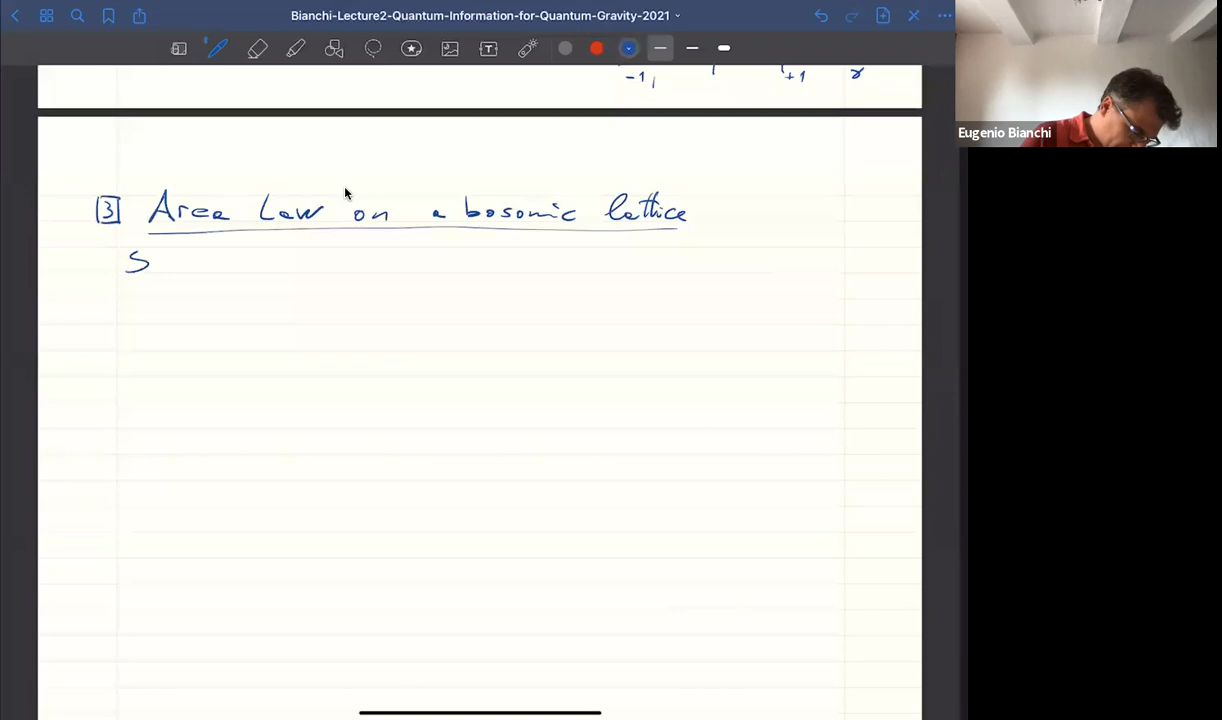 Bianchi-Lecture2-Quantum-Information-for-Quantum-Gravity-2021
-1 +1 γ
Eugenio Bianchi
3 Area Law on a bosonic lattice
S